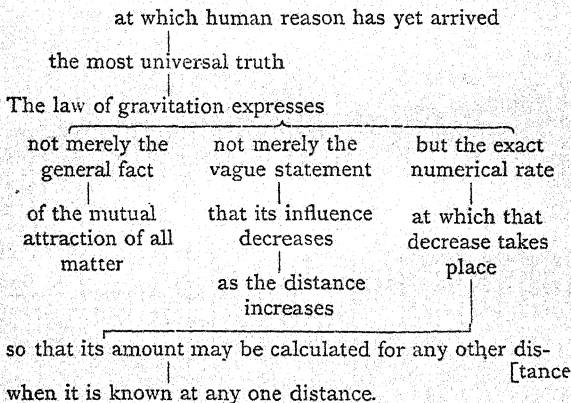 at which human reason has yet arrived
the most universal truth
The law of gravitation expresses
not merely the
general fact
of the mutual
attraction of all
matter
not merely the
vague statement
that its influence
decreases
as the distance
increases
but the exact
numerical rate
at which that
decrease takes
place
so that its amount may be calculated for any other dis-
[tance
when it is known at any one distance.